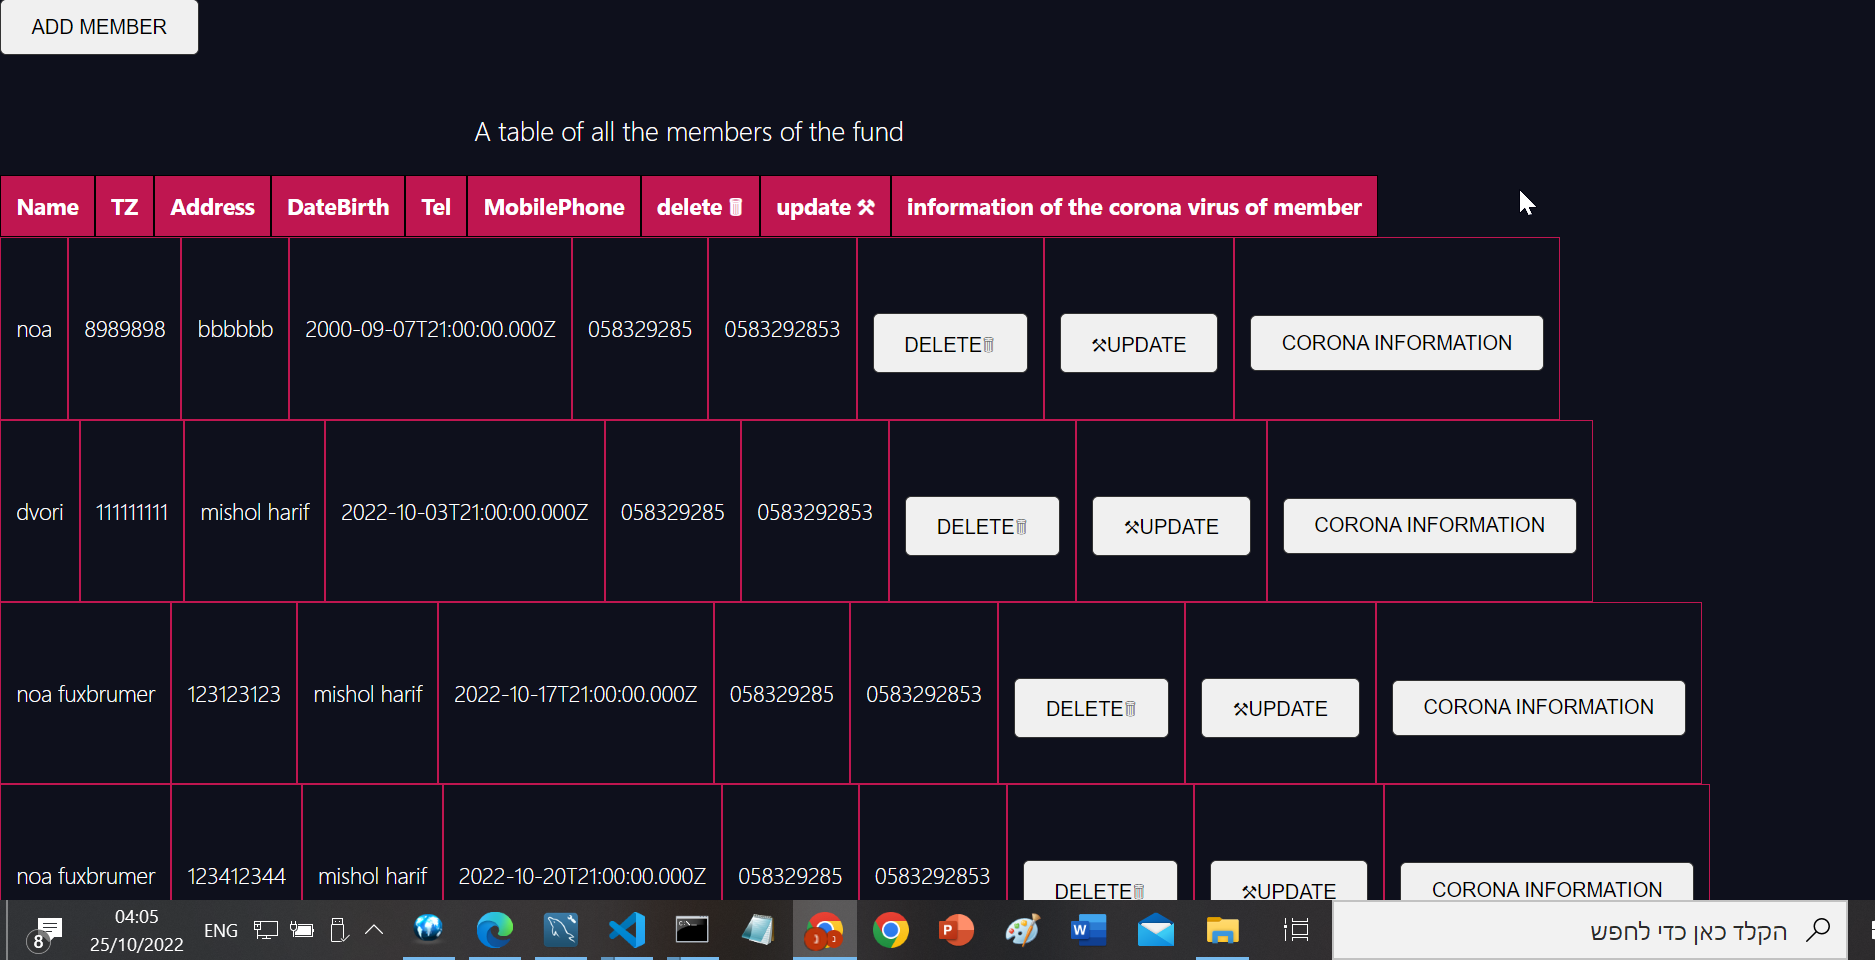 ADD MEMBER
A table of all the members of the fund
Name TZ Address DateBirth Tel MobilePhone delete 🗑 update ⚒ information of the corona virus of member
noa 8989898 bbbbbb 2000-09-07T21:00:00.000Z 058329285 0583292853 DELETE🗑 ⚒UPDATE CORONA INFORMATION
dvori 111111111 mishol harif 2022-10-03T21:00:00.000Z 058329285 0583292853 DELETE🗑 ⚒UPDATE CORONA INFORMATION
noa fuxbrumer 123123123 mishol harif 2022-10-17T21:00:00.000Z 058329285 0583292853 DELETE🗑 ⚒UPDATE CORONA INFORMATION
noa fuxbrumer 123412344 mishol harif 2022-10-20T21:00:00.000Z 058329285 0583292853 DELETE🗑 ⚒UPDATE CORONA INFORMATION
8 04:05 ENG הקלד כאן כדי לחפש
25/10/2022